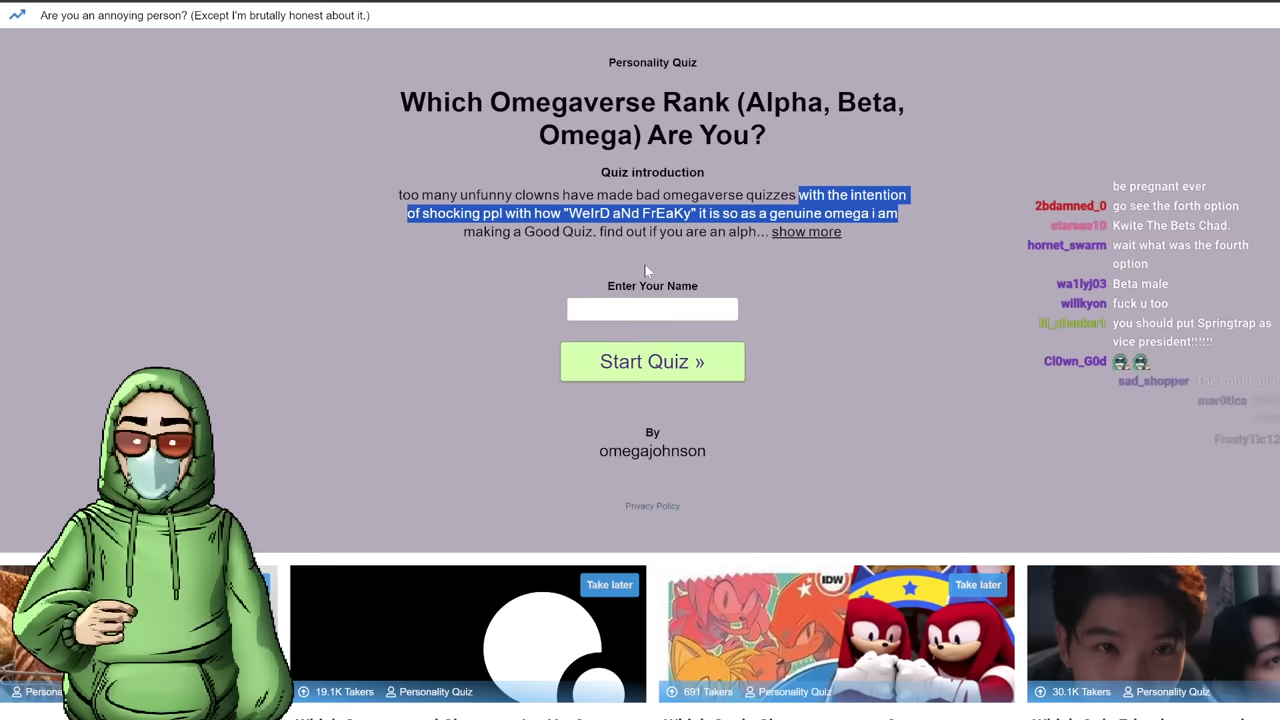 Are you an annoying person? (Except I'm brutally honest about it.)
Personality Quiz
Which Omegaverse Rank (Alpha, Beta,
Omega) Are You?
Quiz introduction
too many unfunny clowns have made bad omegaverse quizzes with the intention
of shocking ppl with how "WeIrD aNd FrEaKy" it is so as a genuine omega i am
making a Good Quiz. find out if you are an alph... show more
Enter Your Name
Start Quiz »
By
omegajohnson
Privacy Policy
be pregnant ever
2bdamned_0 go see the forth option
starsaa10 Kwite The Bets Chad.
hornet_swarm wait what was the fourth
option
wa1lyj03 Beta male
willkyon fuck u too
you should put Springtrap as
vice president!!!!!!
Cl0wn_G0d
sad_shopper
mar0tica
FrostyTic12
Take later
IDW
Take later
Persona
19.1K Takers Personality Quiz
691 Takers Personality Quiz
30.1K Takers Personality Quiz